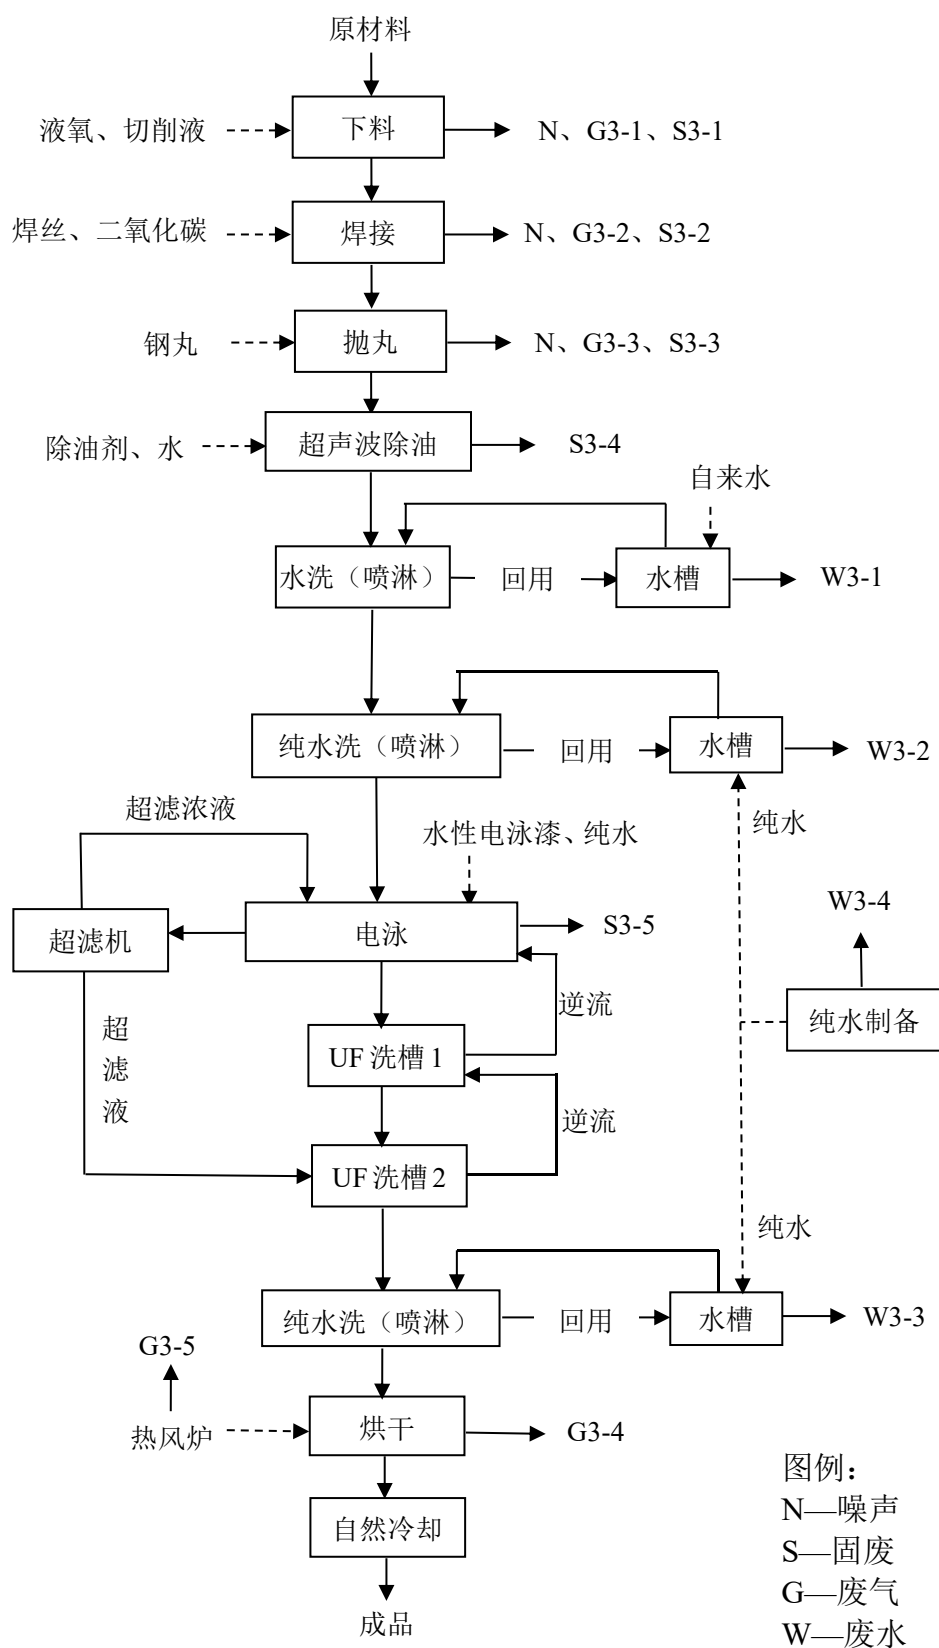 原材料
液氧、切削液
下料
N、G3-1、S3-1
焊丝、二氧化碳
焊接
N、G3-2、S3-2
钢丸
抛丸
N、G3-3、S3-3
除油剂、水
超声波除油
S3-4
自来水
水洗（喷淋）
回用
水槽
W3-1
纯水洗（喷淋）
回用
水槽
W3-2
超滤浓液
水性电泳漆、纯水
纯水
W3-4
超滤机
电泳
S3-5
逆流
纯水制备
超滤液
UF 洗槽 1
逆流
UF 洗槽 2
纯水
纯水洗（喷淋）
回用
水槽
W3-3
G3-5
热风炉
烘干
G3-4
自然冷却
成品
图例：
N—噪声
S—固废
G—废气
W—废水